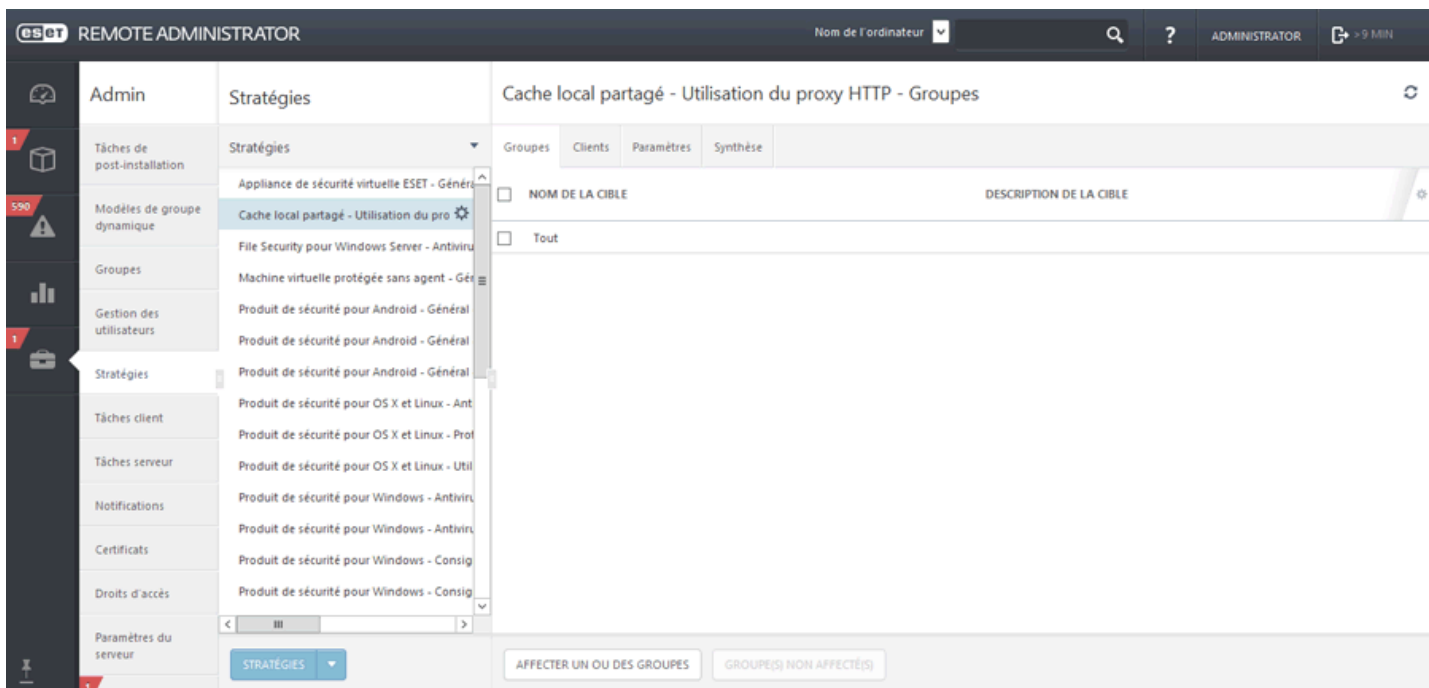 eset REMOTE ADMINISTRATOR
Nom de l'ordinateur
?
ADMINISTRATOR
>9 MIN
1
590
1
Admin
Tâches de
post-installation
Modèles de groupe
dynamique
Groupes
Gestion des
utilisateurs
Stratégies
Tâches client
Tâches serveur
Notifications
Certificats
Droits d'accès
Paramètres du
serveur
1
Stratégies
Stratégies
Appliance de sécurité virtuelle ESET - Généra
Cache local partagé - Utilisation du pro
File Security pour Windows Server - Antiviru
Machine virtuelle protégée sans agent - Gén
Produit de sécurité pour Android - Général
Produit de sécurité pour Android - Général
Produit de sécurité pour Android - Général
Produit de sécurité pour OS X et Linux - Ant
Produit de sécurité pour OS X et Linux - Prot
Produit de sécurité pour OS X et Linux - Util
Produit de sécurité pour Windows - Antiviru
Produit de sécurité pour Windows - Antiviru
Produit de sécurité pour Windows - Consig
Produit de sécurité pour Windows - Consig
STRATÉGIES
Cache local partagé - Utilisation du proxy HTTP - Groupes
Groupes Clients Paramètres Synthèse
NOM DE LA CIBLE DESCRIPTION DE LA CIBLE
Tout
AFFECTER UN OU DES GROUPES
GROUPE(S) NON AFFECTÉ(S)